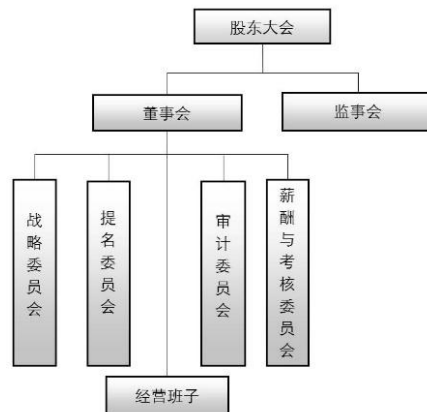 股东大会
董事会
监事会
战略委员会
提名委员会
审计委员会
薪酬与考核委员会
经营班子